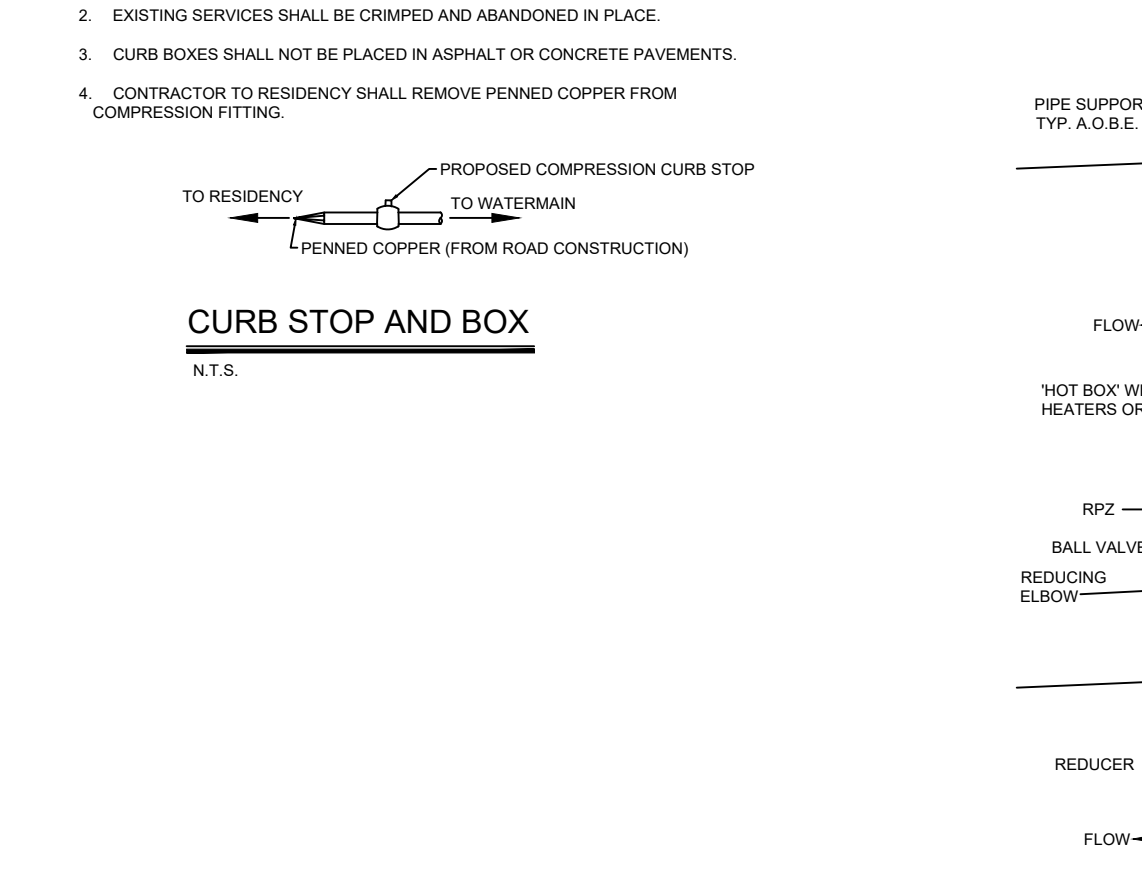 2. EXISTING SERVICES SHALL BE CRIMPED AND ABANDONED IN PLACE.
3. CURB BOXES SHALL NOT BE PLACED IN ASPHALT OR CONCRETE PAVEMENTS.
4. CONTRACTOR TO RESIDENCY SHALL REMOVE PENNED COPPER FROM
COMPRESSION FITTING.
PROPOSED COMPRESSION CURB STOP
TO RESIDENCY
TO WATERMAIN
PENNED COPPER (FROM ROAD CONSTRUCTION)
CURB STOP AND BOX
N.T.S.
PIPE SUPPOR
TYP. A.O.B.E.
FLOW
'HOT BOX' W
HEATERS OR
RPZ
BALL VALVE
REDUCING
ELBOW
REDUCER
FLOW